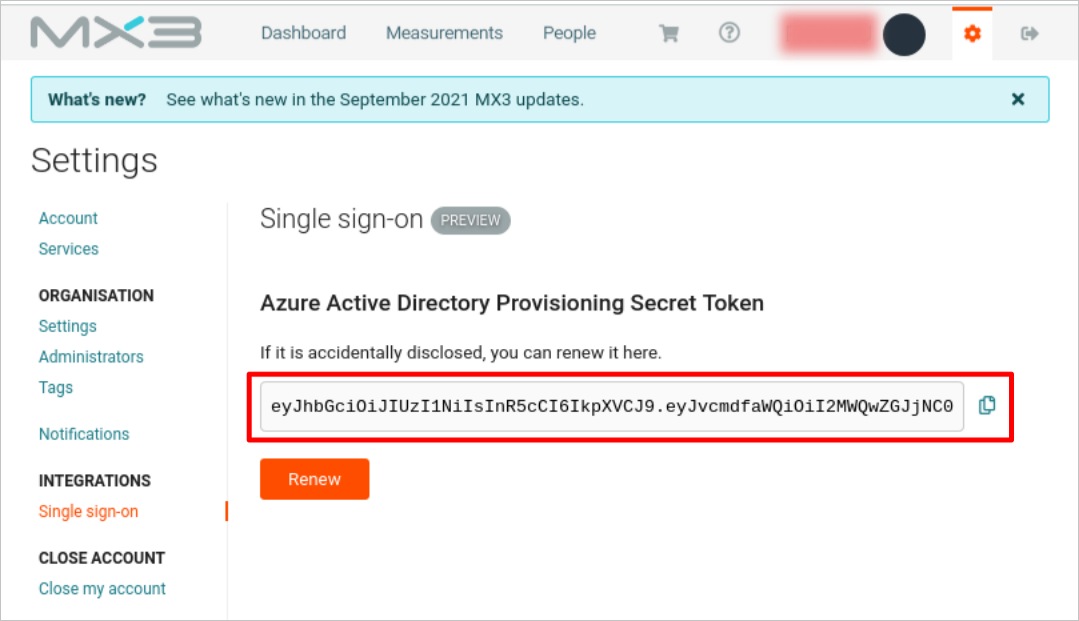 MX3 Dashboard Measurements People
What's new? See what's new in the September 2021 MX3 updates.
Settings
Account
Services
ORGANISATION
Settings
Administrators
Tags
Notifications
INTEGRATIONS
Single sign-on
CLOSE ACCOUNT
Close my account
Single sign-on PREVIEW
Azure Active Directory Provisioning Secret Token
If it is accidentally disclosed, you can renew it here.
eyJhbGciOiJIUzI1NiIsInR5cCI6IkpXVCJ9.eyJvcmdfaWQiOiI2MWQwZGJjNC0
Renew